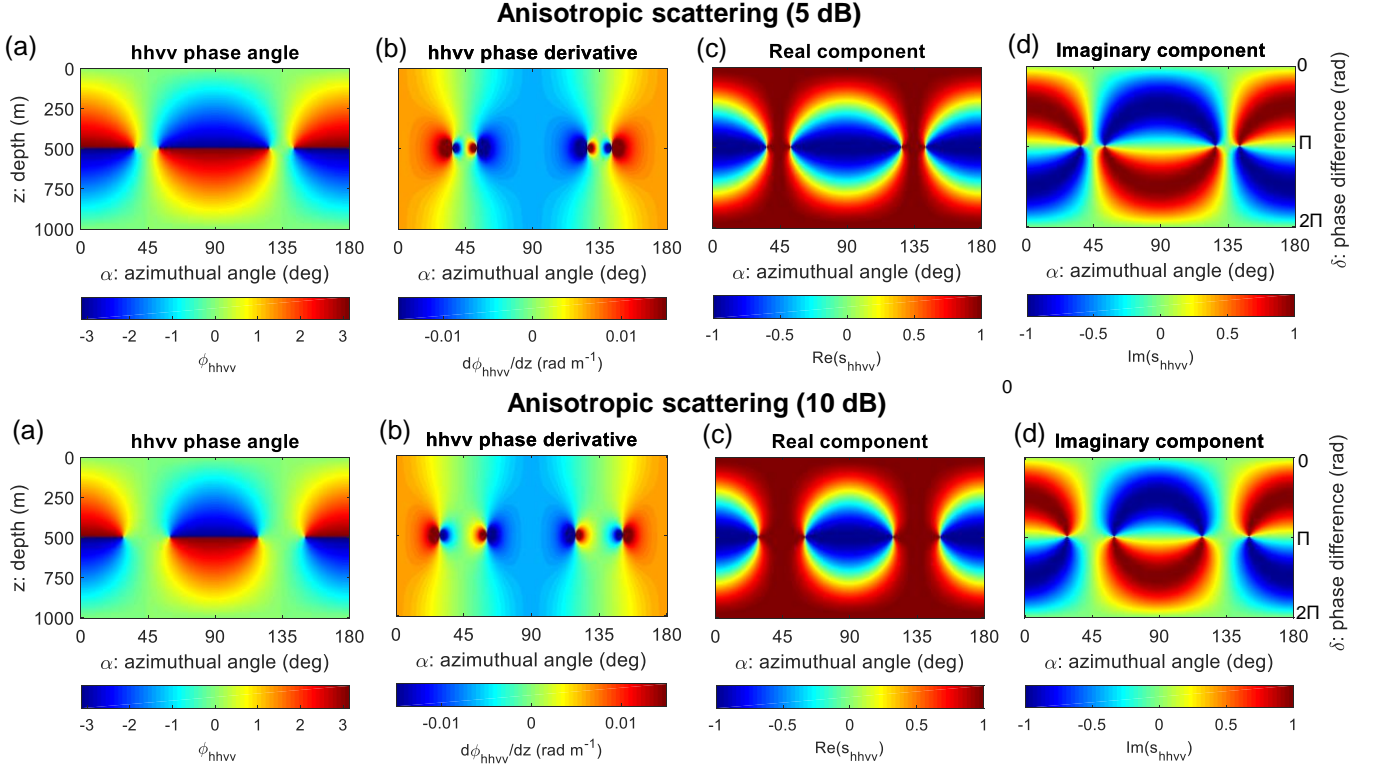 Anisotropic scattering (5 dB)
(a) (b) (c) (d)
hhvv phase angle hhvv phase derivative Real component Imaginary component
z: depth (m)
0
250
500
750
1000
0 45 90 135 180
α: azimuthual angle (deg)
-3 -2 -1 0 1 2 3
ϕhhvv
0 45 90 135 180
α: azimuthual angle (deg)
-0.01 0 0.01
dϕhhvv/dz (rad m-1)
0 45 90 135 180
α: azimuthual angle (deg)
-1 -0.5 0 0.5 1
Re(shhvv)
0
Π
2Π
δ: phase difference (rad)
0 45 90 135 180
α: azimuthual angle (deg)
-1 -0.5 0 0.5 1
Im(shhvv)
0
Anisotropic scattering (10 dB)
(a) (b) (c) (d)
hhvv phase angle hhvv phase derivative Real component Imaginary component
z: depth (m)
0
250
500
750
1000
0 45 90 135 180
α: azimuthual angle (deg)
-3 -2 -1 0 1 2 3
ϕhhvv
0 45 90 135 180
α: azimuthual angle (deg)
-0.01 0 0.01
dϕhhvv/dz (rad m-1)
0 45 90 135 180
α: azimuthual angle (deg)
-1 -0.5 0 0.5 1
Re(shhvv)
0
Π
2Π
δ: phase difference (rad)
0 45 90 135 180
α: azimuthual angle (deg)
-1 -0.5 0 0.5 1
Im(shhvv)